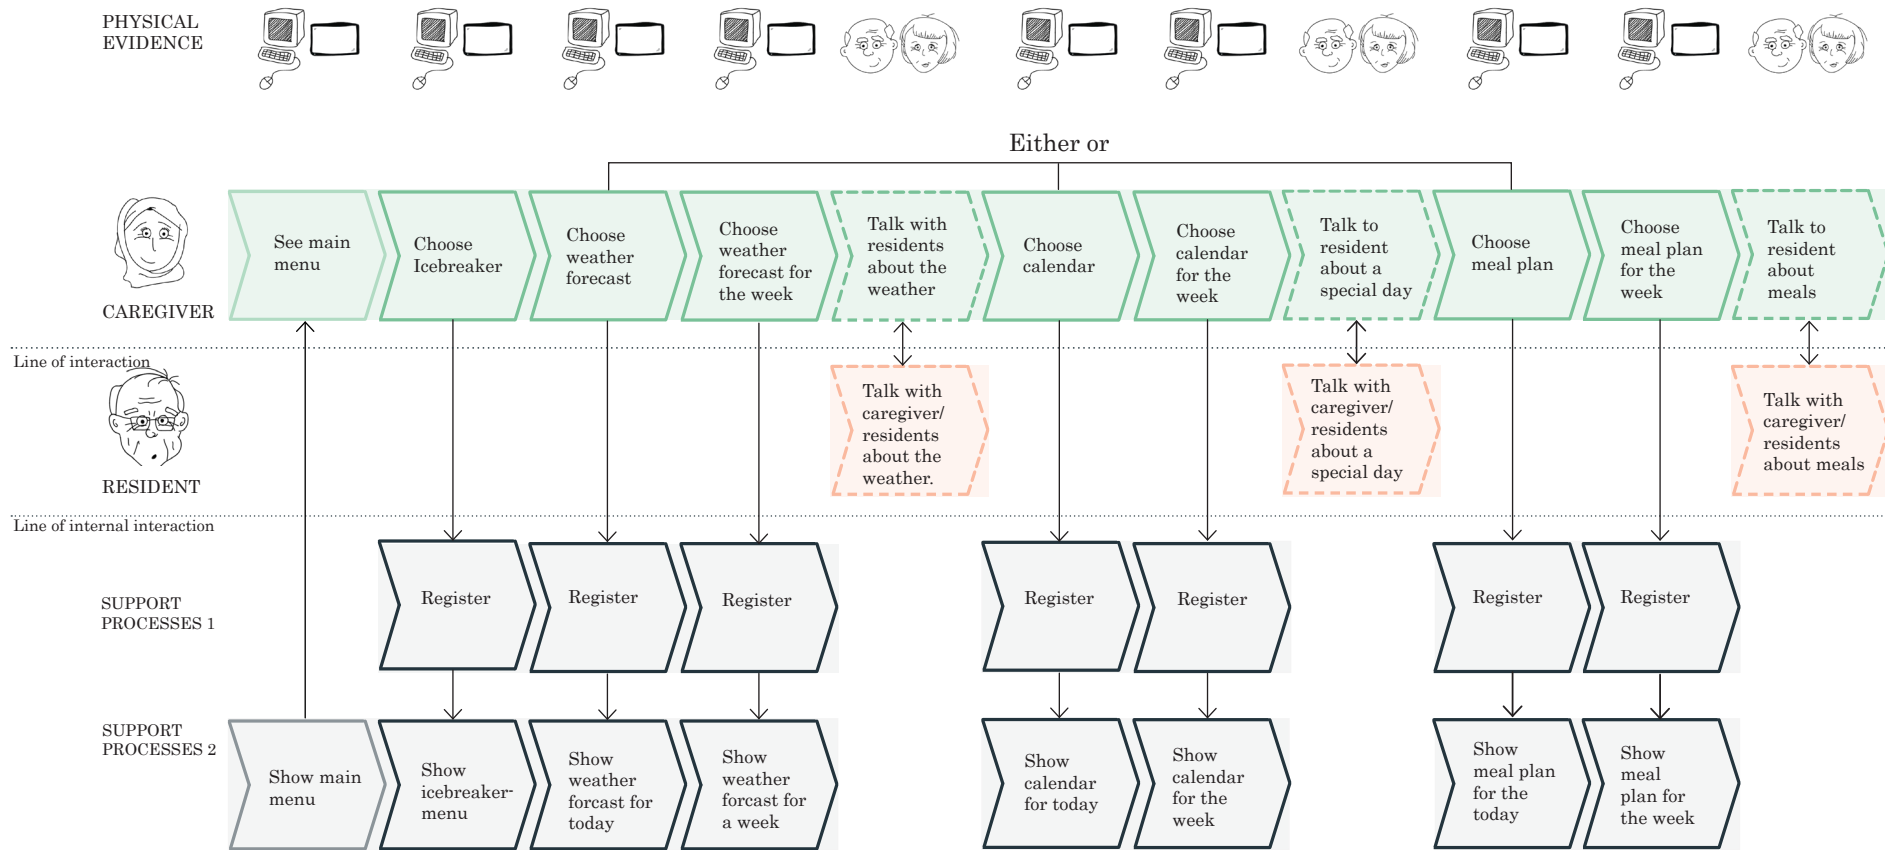 PHYSICAL
EVIDENCE
Either or
CAREGIVER
See main
menu
Choose
Icebreaker
Choose
weather
forecast
Choose
weather
forecast for
the week
Talk with
residents
about the
weather
Choose
calendar
Choose
calendar
for the
week
Talk to
resident
about a
special day
Choose
meal plan
Choose
meal plan
for the
week
Talk to
resident
about
meals
Line of interaction
RESIDENT
Talk with
caregiver/
residents
about the
weather.
Talk with
caregiver/
residents
about a
special day
Talk with
caregiver/
residents
about meals
Line of internal interaction
SUPPORT
PROCESSES 1
Register
Register
Register
Register
Register
Register
Register
SUPPORT
PROCESSES 2
Show main
menu
Show
icebreaker-
menu
Show
weather
forcast for
today
Show
weather
forcast for
a week
Show
calendar
for today
Show
calendar
for the
week
Show
meal plan
for the
today
Show
meal
plan for
the week